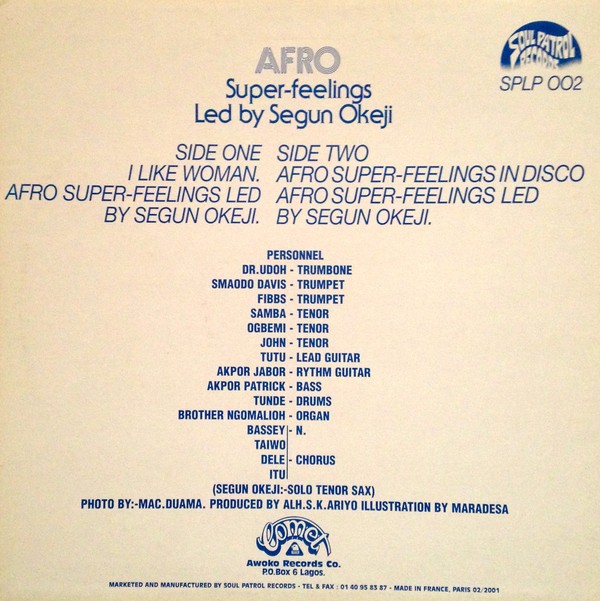 AFRO
Super-feelings
Led by Segun Okeji
SOUL PATROL
RECORDS
SPLP 002
SIDE ONE
I LIKE WOMAN.
AFRO SUPER-FEELINGS LED
BY SEGUN OKEJI.
SIDE TWO
AFRO SUPER-FEELINGS IN DISCO
AFRO SUPER-FEELINGS LED
BY SEGUN OKEJI.
PERSONNEL
DR.UDOH - TRUMBONE
SMAODO DAVIS - TRUMPET
FIBBS - TRUMPET
SAMBA - TENOR
OGBEMI - TENOR
JOHN - TENOR
TUTU - LEAD GUITAR
AKPOR JABOR - RYTHM GUITAR
AKPOR PATRICK - BASS
TUNDE - DRUMS
BROTHER NGOMALIOH - ORGAN
BASSEY - N.
TAIWO
DELE - CHORUS
ITU
(SEGUN OKEJI:-SOLO TENOR SAX)
PHOTO BY:-MAC.DUAMA. PRODUCED BY ALH.S.K.ARIYO ILLUSTRATION BY MARADESA
Comet
Awoko Records Co.
P.O.Box 6 Lagos.
MARKETED AND MANUFACTURED BY SOUL PATROL RECORDS - TEL & FAX : 01 40 95 83 87 - MADE IN FRANCE, PARIS 02/2001